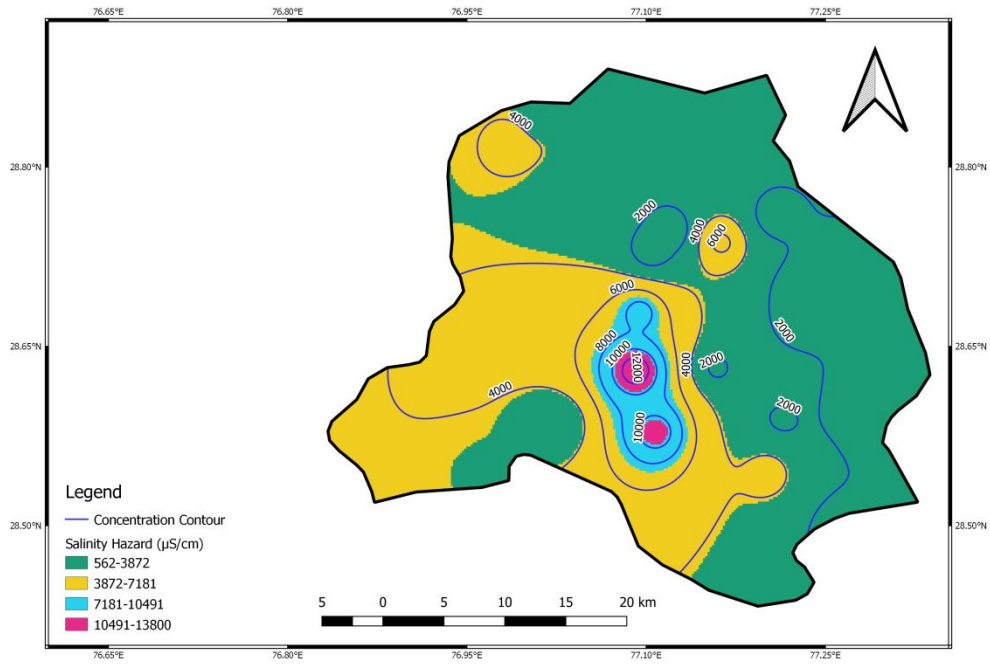 76.65°E 76.80°E 76.95°E 77.10°E 77.25°E
4000
28.80°N 28.80°N
2000
4000
6000
6000
2000
28.65°N 8000 28.65°N
10000
12000
4000
2000
4000
2000
10000
Legend
Concentration Contour
28.50°N 28.50°N
Salinity Hazard (µS/cm)
562-3872
3872-7181
7181-10491
10491-13800
5 0 5 10 15 20 km
76.65°E 76.80°E 76.95°E 77.10°E 77.25°E